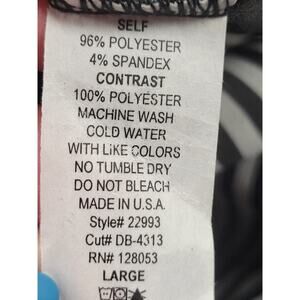 SELF
96% POLYESTER
4% SPANDEX
CONTRAST
100% POLYESTER
MACHINE WASH
COLD WATER
WITH LIKE COLORS
NO TUMBLE DRY
DO NOT BLEACH
MADE IN U.S.A.
Style# 22993
Cut# DB-4313
RN# 128053
LARGE